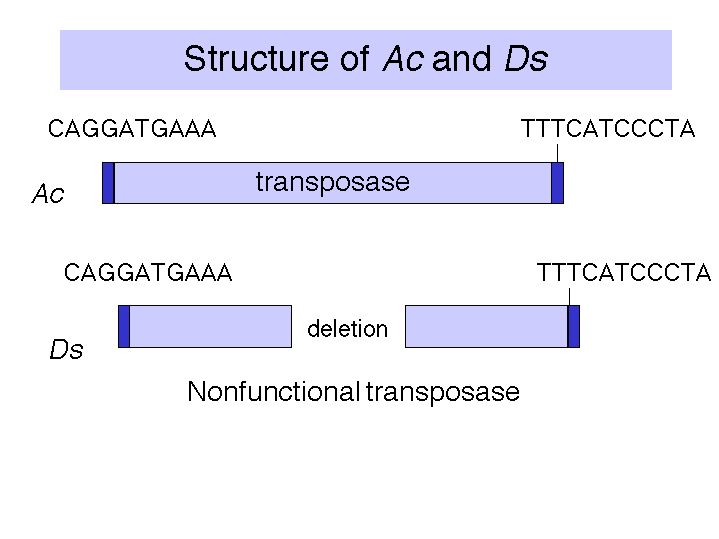 Structure of Ac and Ds
CAGGATGAAA TTTCATCCCTA
Ac transposase
CAGGATGAAA TTTCATCCCTA
Ds deletion
Nonfunctional transposase